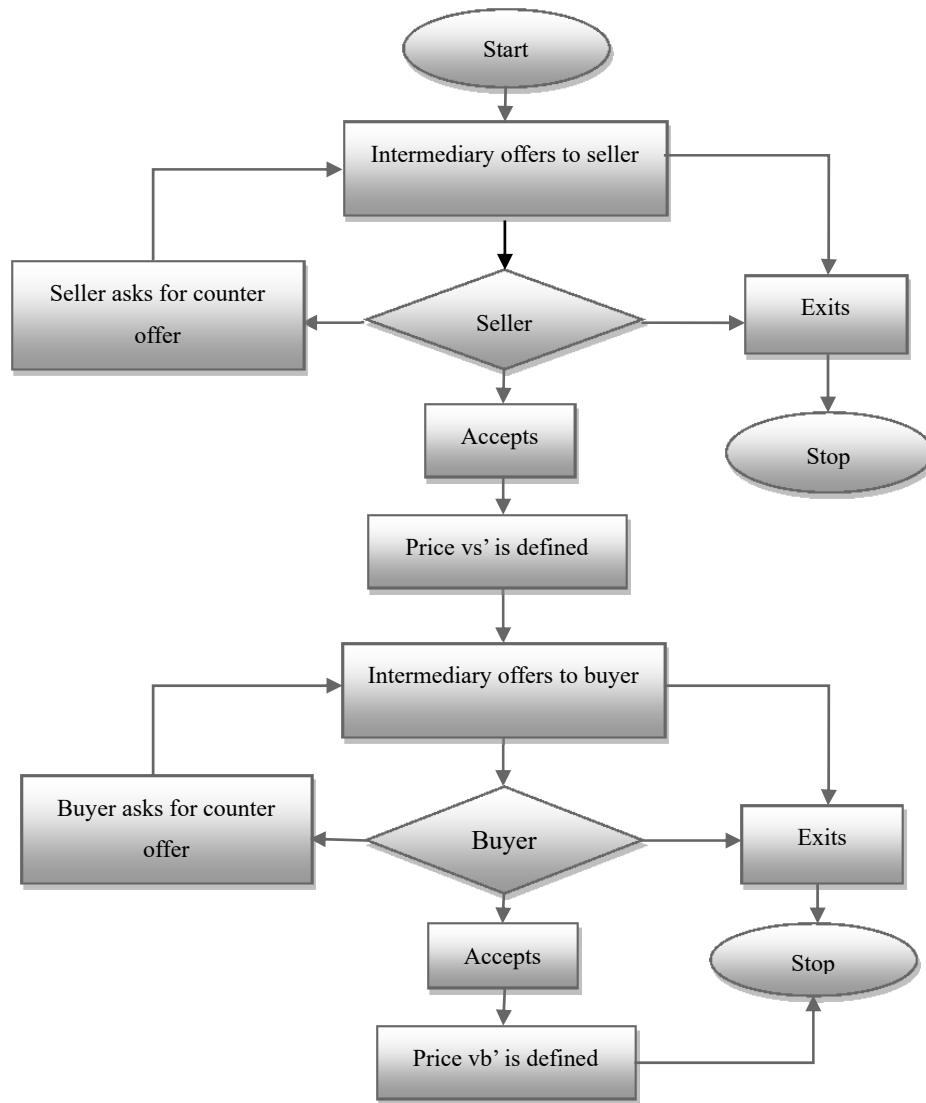 Start
Intermediary offers to seller
Seller asks for counter
offer
Seller
Exits
Accepts
Stop
Price vs’ is defined
Intermediary offers to buyer
Buyer asks for counter
offer
Buyer
Exits
Accepts
Stop
Price vb’ is defined